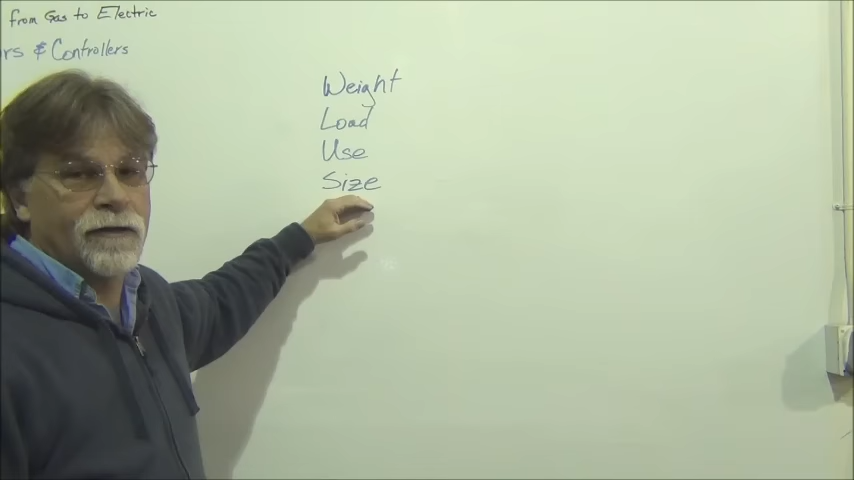 from Gas to Electric
rs & Controllers
Weight
Load
Use
Size